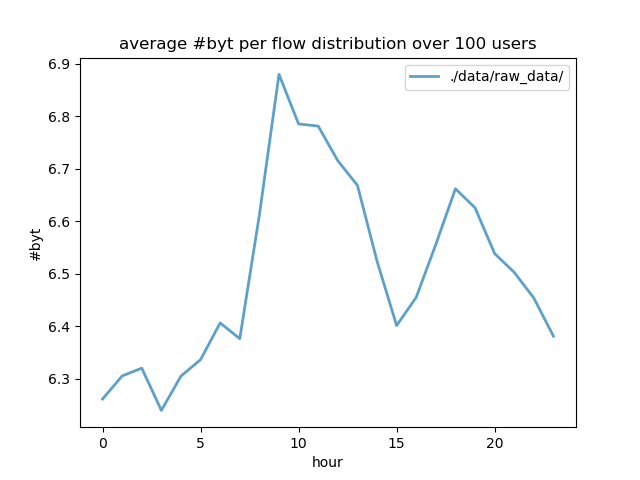 average #byt per flow distribution over 100 users
./data/raw_data/
#byt
6.9
6.8
6.7
6.6
6.5
6.4
6.3
0 5 10 15 20
hour